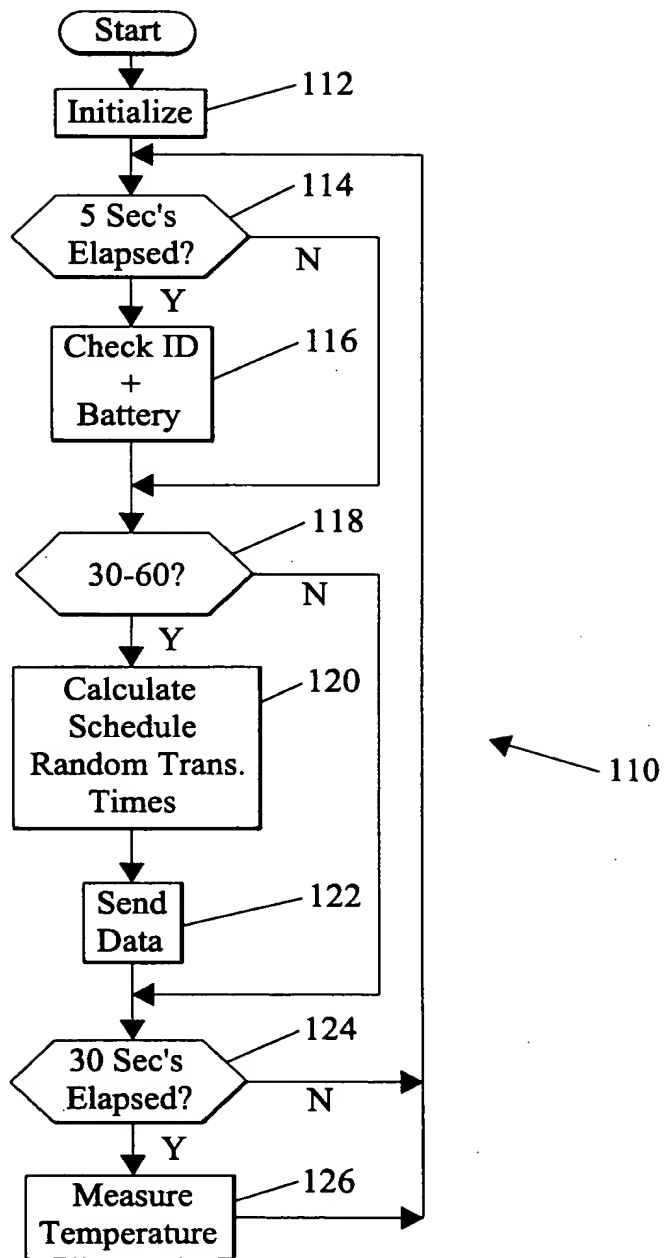 Start
Initialize
112
5 Sec's
Elapsed?
114
N
Y
Check ID
+
Battery
116
118
30-60?
N
Y
Calculate
Schedule
Random Trans.
Times
120
110
Send
Data
122
124
30 Sec's
Elapsed?
N
Y
Measure
Temperature
126